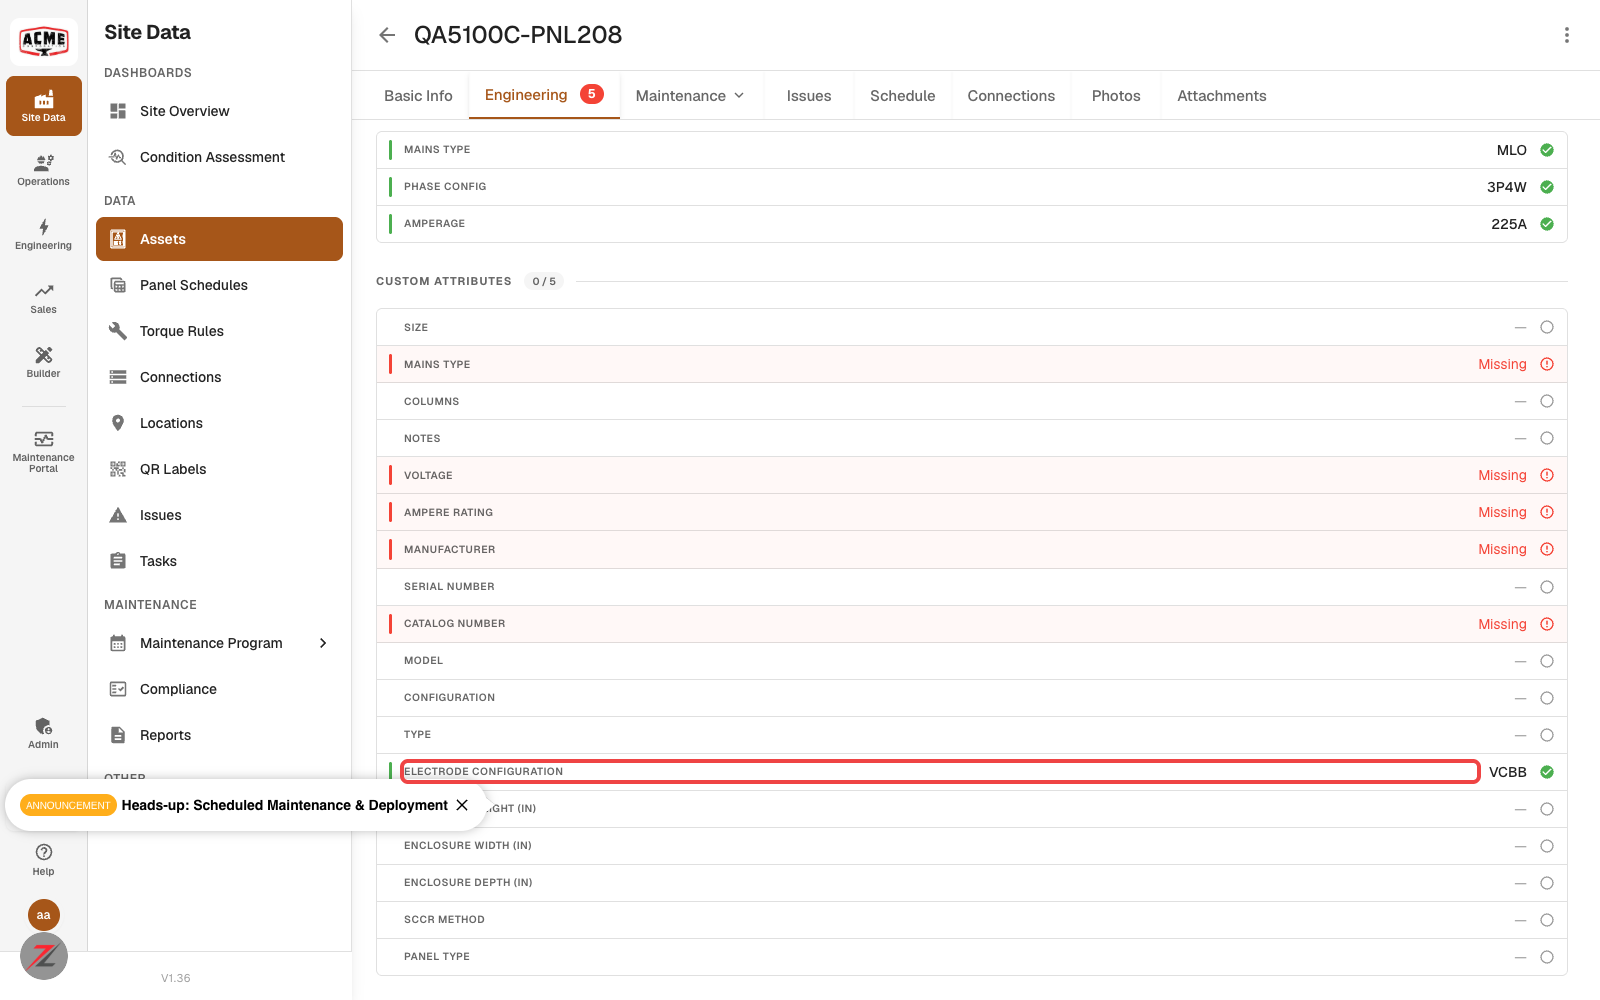 ACME
Site Data
Operations
Engineering
Sales
Builder
Maintenance
Portal
Admin
Help
aa
Site Data
DASHBOARDS
Site Overview
Condition Assessment
DATA
Assets
Panel Schedules
Torque Rules
Connections
Locations
QR Labels
Issues
Tasks
MAINTENANCE
Maintenance Program
Compliance
Reports
OTHER
ANNOUNCEMENT Heads-up: Scheduled Maintenance & Deployment
V1.36
QA5100C-PNL208
Basic Info Engineering 5 Maintenance Issues Schedule Connections Photos Attachments
MAINS TYPE MLO
PHASE CONFIG 3P4W
AMPERAGE 225A
CUSTOM ATTRIBUTES 0 / 5
SIZE —
MAINS TYPE Missing
COLUMNS —
NOTES —
VOLTAGE Missing
AMPERE RATING Missing
MANUFACTURER Missing
SERIAL NUMBER —
CATALOG NUMBER Missing
MODEL —
CONFIGURATION —
TYPE —
ELECTRODE CONFIGURATION VCBB
(IN) —
ENCLOSURE WIDTH (IN) —
ENCLOSURE DEPTH (IN) —
SCCR METHOD —
PANEL TYPE —